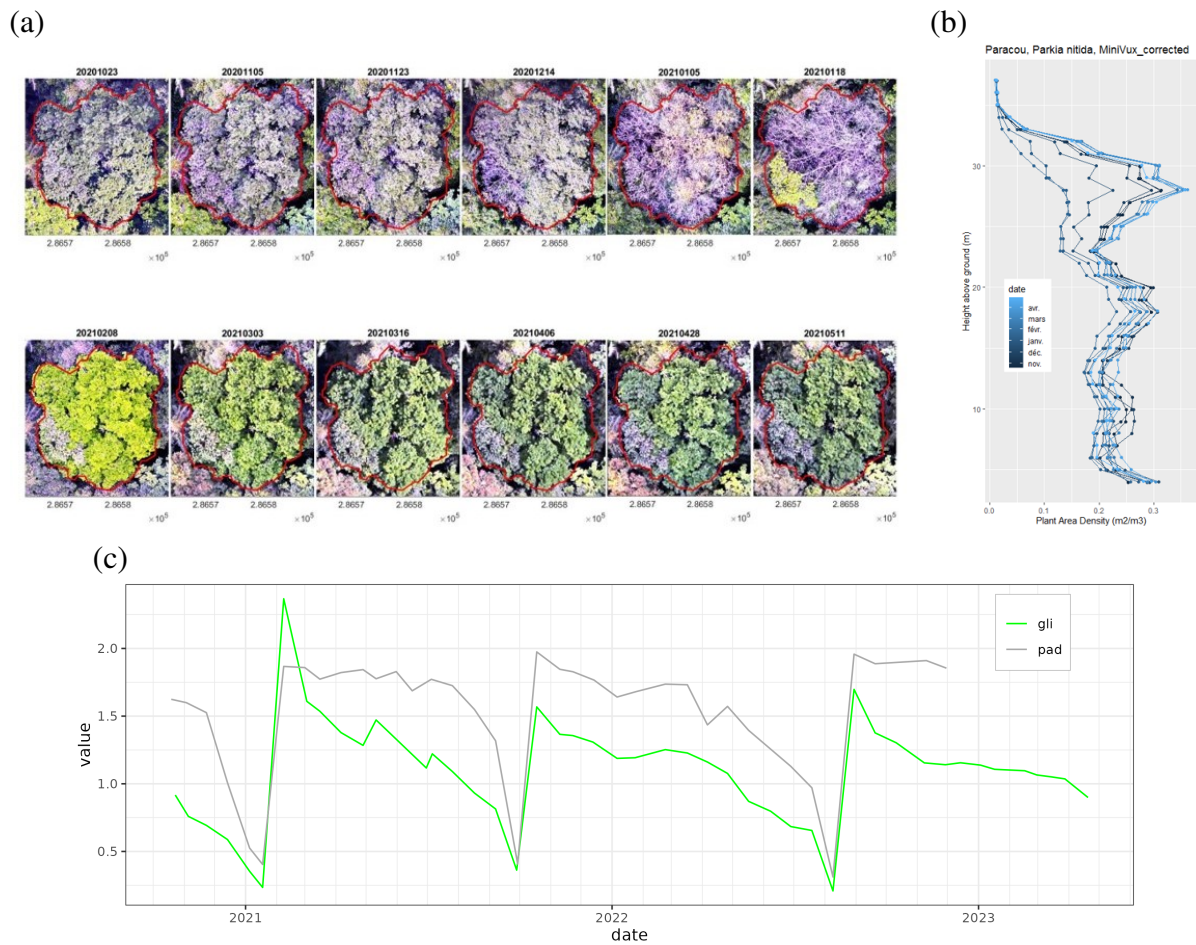 (a)
(b)
20201023 20201105 20201123 20201214 20210105 20210118
2.8657 2.8658 2.8657 2.8658 2.8657 2.8658 2.8657 2.8658 2.8657 2.8658 2.8657 2.8658
×10⁵ ×10⁵ ×10⁵ ×10⁵ ×10⁵ ×10⁵
20210208 20210303 20210316 20210406 20210428 20210511
2.8657 2.8658 2.8657 2.8658 2.8657 2.8658 2.8657 2.8658 2.8657 2.8658 2.8657 2.8658
×10⁵ ×10⁵ ×10⁵ ×10⁵ ×10⁵ ×10⁵
Paracou, Parkia nitida, MiniVux_corrected
Height above ground (m)
30
20
10
date
avr.
mars
févr.
janv.
déc.
nov.
0.0 0.1 0.2 0.3
Plant Area Density (m2/m3)
(c)
value
2.0
1.5
1.0
0.5
gli
pad
2021 2022 2023
date